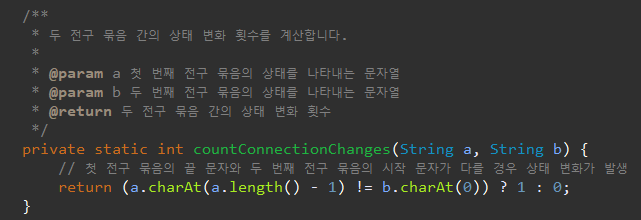 /**
 * 두 전구 묶음 간의 상태 변화 횟수를 계산합니다.
 *
 * @param a 첫 번째 전구 묶음의 상태를 나타내는 문자열
 * @param b 두 번째 전구 묶음의 상태를 나타내는 문자열
 * @return 두 전구 묶음 간의 상태 변화 횟수
 */
private static int countConnectionChanges(String a, String b) {
    // 첫 전구 묶음의 끝 문자와 두 번째 전구 묶음의 시작 문자가 다를 경우 상태 변화가 발생
    return (a.charAt(a.length() - 1) != b.charAt(0)) ? 1 : 0;
}